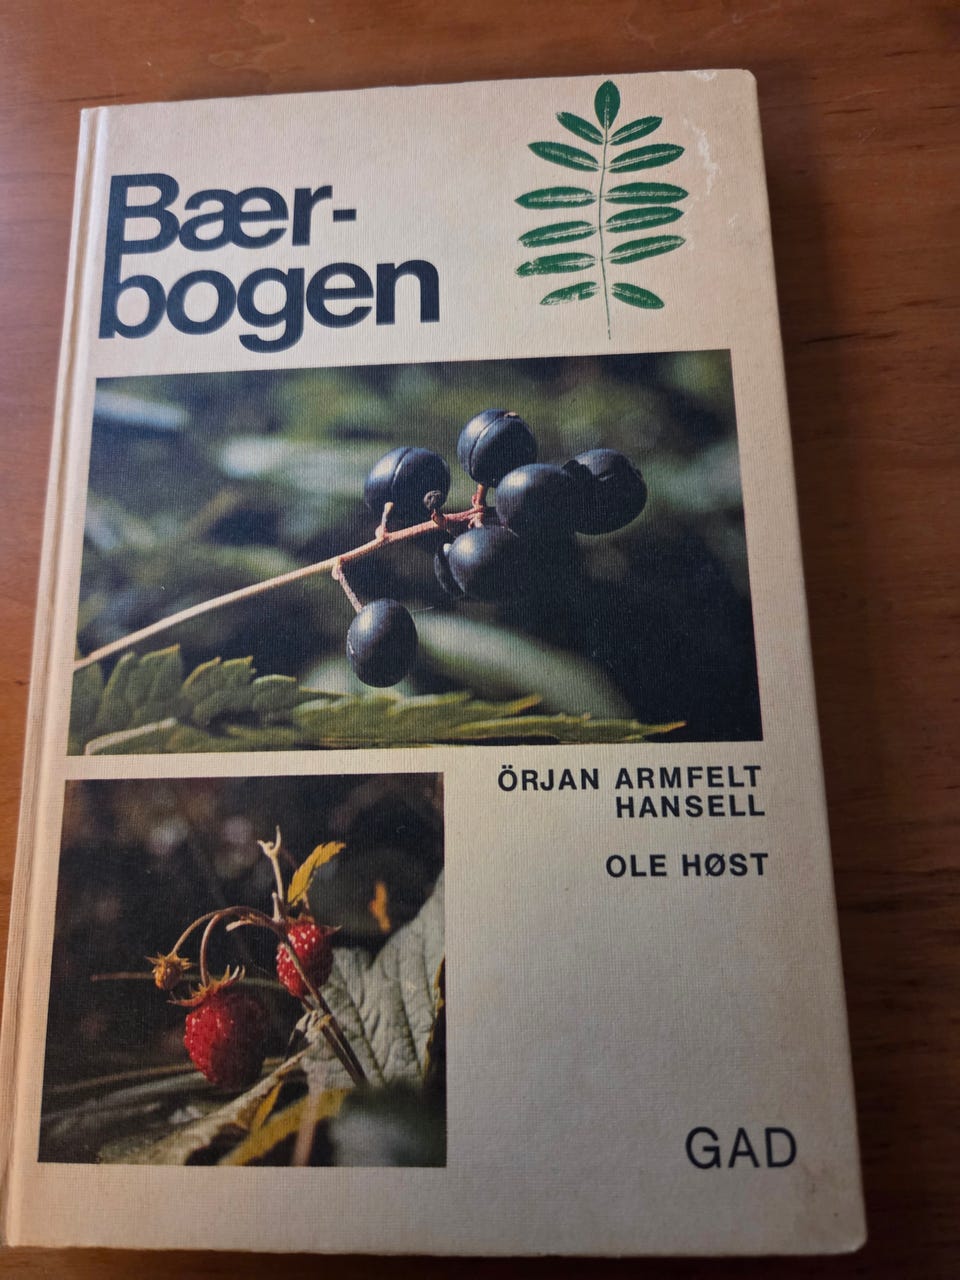 Bær-
bogen
ÖRJAN ARMFELT
HANSELL
OLE HØST
GAD